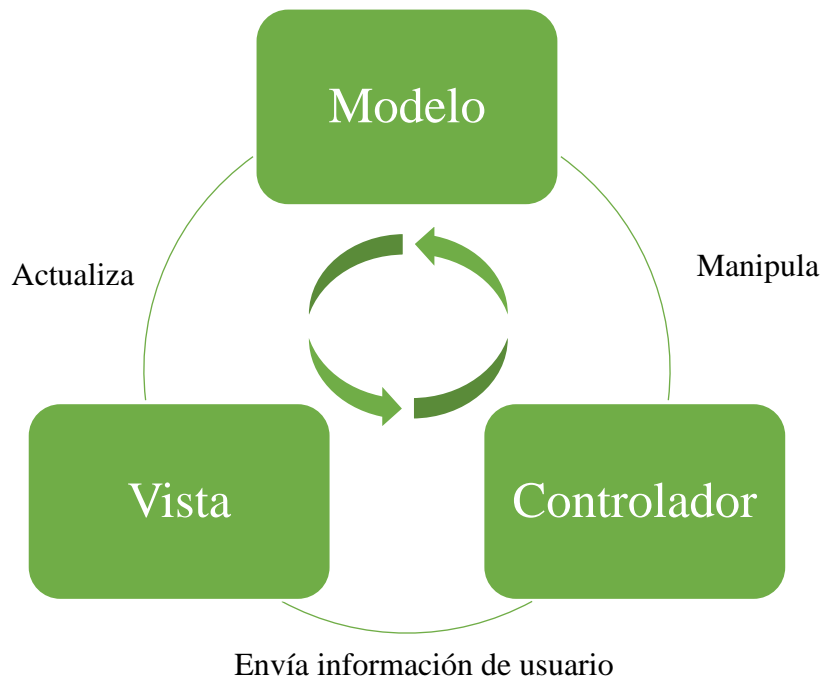 Modelo
Actualiza
Manipula
Vista
Controlador
Envía información de usuario